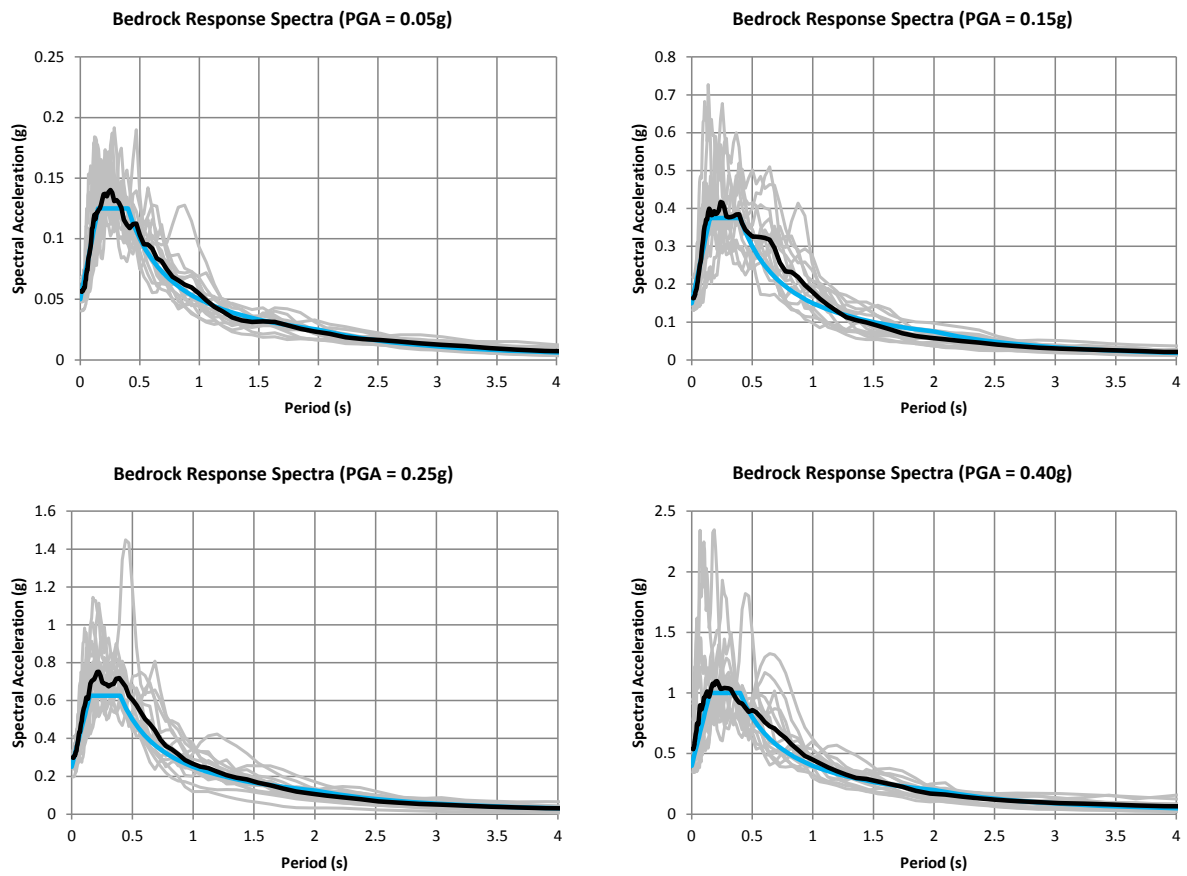 Bedrock Response Spectra (PGA = 0.05g)
0.25
0.2
0.15
0.1
0.05
0
Spectral Acceleration (g)
0 0.5 1 1.5 2 2.5 3 3.5 4
Period (s)
Bedrock Response Spectra (PGA = 0.15g)
0.8
0.7
0.6
0.5
0.4
0.3
0.2
0.1
0
Spectral Acceleration (g)
0 0.5 1 1.5 2 2.5 3 3.5 4
Period (s)
Bedrock Response Spectra (PGA = 0.25g)
1.6
1.4
1.2
1
0.8
0.6
0.4
0.2
0
Spectral Acceleration (g)
0 0.5 1 1.5 2 2.5 3 3.5 4
Period (s)
Bedrock Response Spectra (PGA = 0.40g)
2.5
2
1.5
1
0.5
0
Spectral Acceleration (g)
0 0.5 1 1.5 2 2.5 3 3.5 4
Period (s)